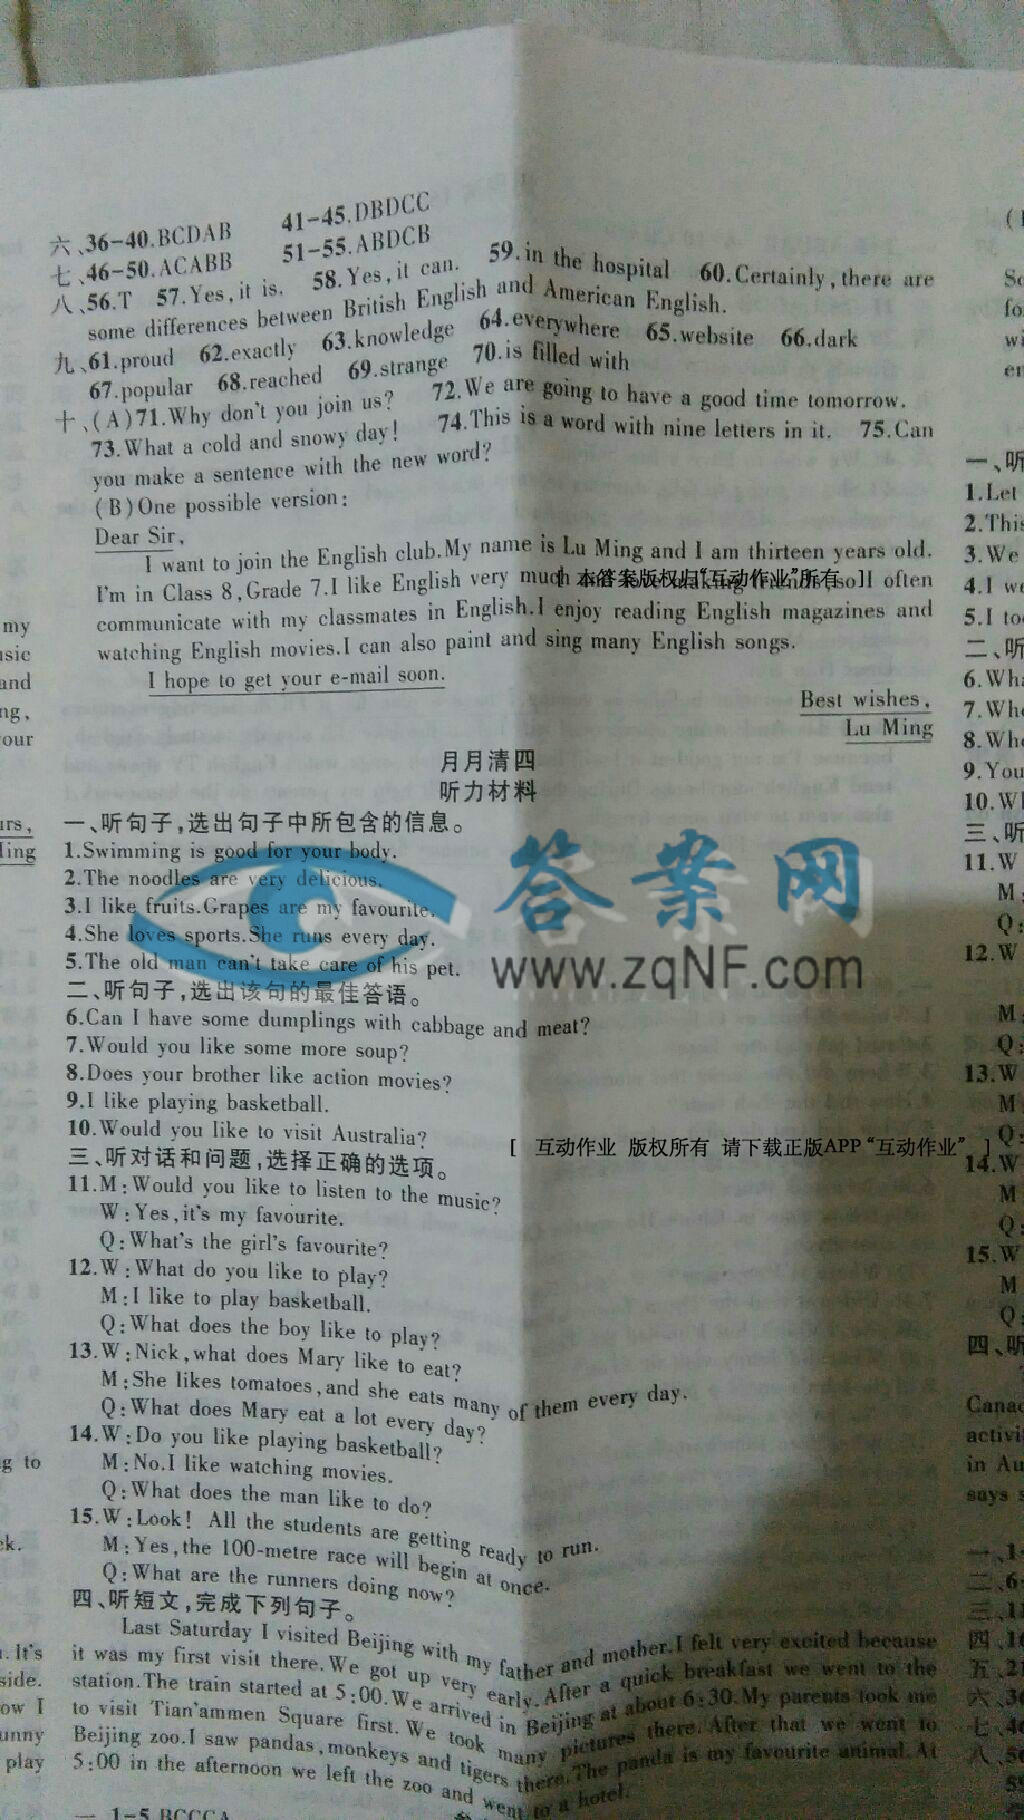 六、36-40.BCDAB 41-45.DBDCC
七、46-50.ACABB 51-55.ABDCB
八、56.T 57.Yes,it is. 58.Yes,it can. 59.in the hospital 60.Certainly,there are
some differences between British English and American English.
九、61.proud 62.exactly 63.knowledge 64.everywhere 65.website 66.dark
67.popular 68.reached 69.strange 70.is filled with
十、(A)71.Why don't you join us? 72.We are going to have a good time tomorrow.
73.What a cold and snowy day! 74.This is a word with nine letters in it. 75.Can
you make a sentence with the new word?
(B)One possible version:
Dear Sir,
I want to join the English club.My name is Lu Ming and I am thirteen years old.
I'm in Class 8,Grade 7.I like English very much making friends,so I often
[ 本答案版权归“互动作业”所有 ]
communicate with my classmates in English.I enjoy reading English magazines and
watching English movies.I can also paint and sing many English songs.
I hope to get your e-mail soon.
Best wishes,
Lu Ming
月月清四
听力材料
一、听句子,选出句子中所包含的信息。
1.Swimming is good for your body.
2.The noodles are very delicious.
3.I like fruits.Grapes are my favourite.
4.She loves sports.She runs every day.
5.The old man can't take care of his pet.
答案网
www.zqNF.com
二、听句子,选出该句的最佳答语。
6.Can I have some dumplings with cabbage and meat?
7.Would you like some more soup?
8.Does your brother like action movies?
9.I like playing basketball.
10.Would you like to visit Australia?
[ 互动作业 版权所有 请下载正版APP“互动作业” ]
三、听对话和问题,选择正确的选项。
11.M:Would you like to listen to the music?
W:Yes,it's my favourite.
Q:What's the girl's favourite?
12.W:What do you like to play?
M:I like to play basketball.
Q:What does the boy like to play?
13.W:Nick,what does Mary like to eat?
M:She likes tomatoes,and she eats many of them every day.
Q:What does Mary eat a lot every day?
14.W:Do you like playing basketball?
M:No.I like watching movies.
Q:What does the man like to do?
15.W:Look! All the students are getting ready to run.
M:Yes,the 100-metre race will begin at once.
Q:What are the runners doing now?
四、听短文,完成下列句子。
Last Saturday I visited Beijing with my father and mother.I felt very excited because
it was my first visit there.We got up very early.After a quick breakfast we went to the
station.The train started at 5:00.We arrived in Beijing at about 6:30.My parents took me
to visit Tian'anmen Square first. We took many pictures there. After that we went to
Beijing zoo.I saw pandas,monkeys and tigers there.The panda is my favourite animal.At
5:00 in the afternoon we left the zoo and went to a hotel.
一、1-5.BCCCA